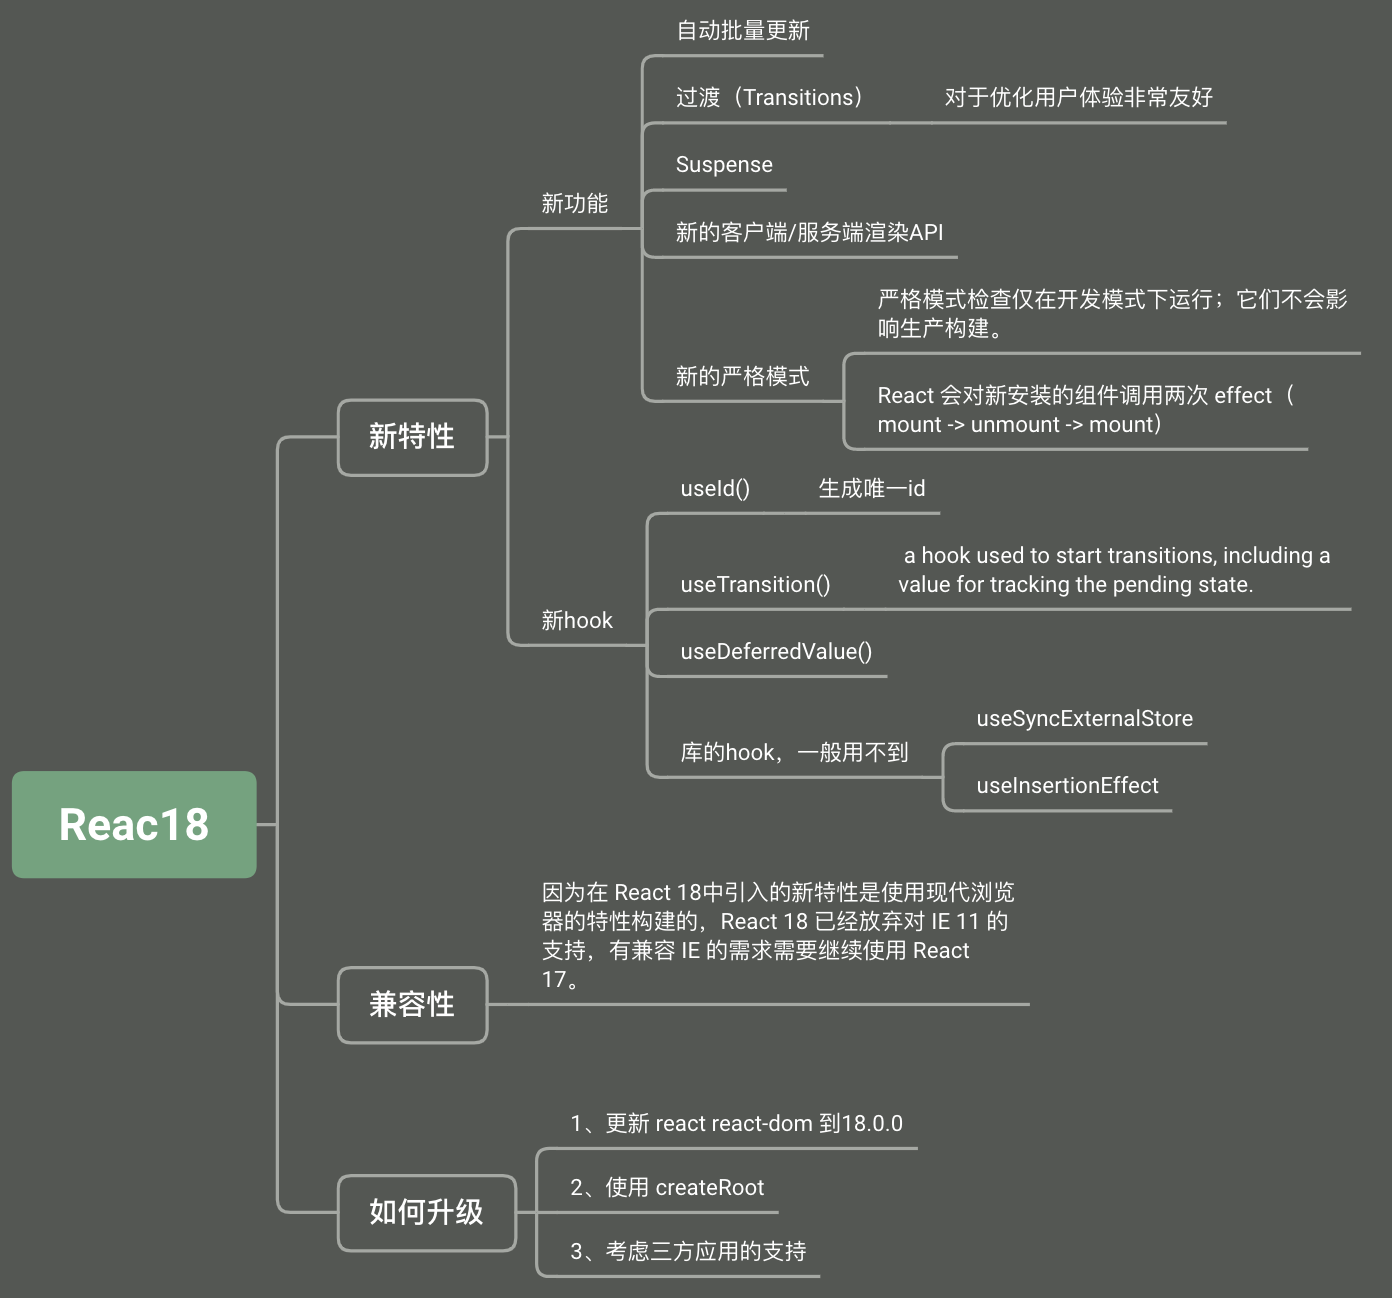 自动批量更新
过渡（Transitions）
对于优化用户体验非常友好
Suspense
新功能
新的客户端/服务端渲染API
严格模式检查仅在开发模式下运行；它们不会影
响生产构建。
新的严格模式
React 会对新安装的组件调用两次 effect（
mount -> unmount -> mount）
新特性
useId()
生成唯一id
a hook used to start transitions, including a
value for tracking the pending state.
useTransition()
新hook
useDeferredValue()
useSyncExternalStore
库的hook，一般用不到
useInsertionEffect
Reac18
因为在 React 18中引入的新特性是使用现代浏览
器的特性构建的，React 18 已经放弃对 IE 11 的
支持，有兼容 IE 的需求需要继续使用 React
17。
兼容性
1、更新 react react-dom 到18.0.0
2、使用 createRoot
如何升级
3、考虑三方应用的支持